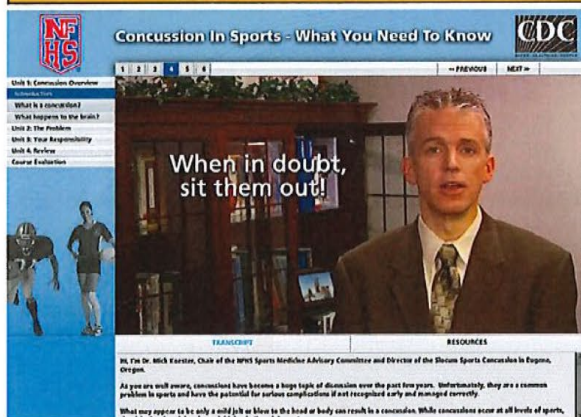 NF
HS
Concussion In Sports - What You Need To Know
CDC
1 2 3 4 5 6
PREVIOUS NEXT
Unit 1: Concussion Overview
Introduction
What is a concussion?
What happens to the brain?
Unit 2: The Problem
Unit 3: Your Responsibility
Unit 4: Review
Course Evaluation
When in doubt,
sit them out!
TRANSCRIPT RESOURCES
Hi, I'm Dr. Mick Koester, Chair of the NFHS Sports Medicine Advisory Committee and Director of the Slocum Sports Concussion in Eugene,
Oregon.
As you are well aware, concussions have become a huge topic of discussion over the past few years. Unfortunately, they are a common
problem in sports and have the potential for serious complications if not recognized early and managed correctly.
What may appear to be only a mild jolt or blow to the head or body can result in a concussion. While concussions occur at all levels of sports,